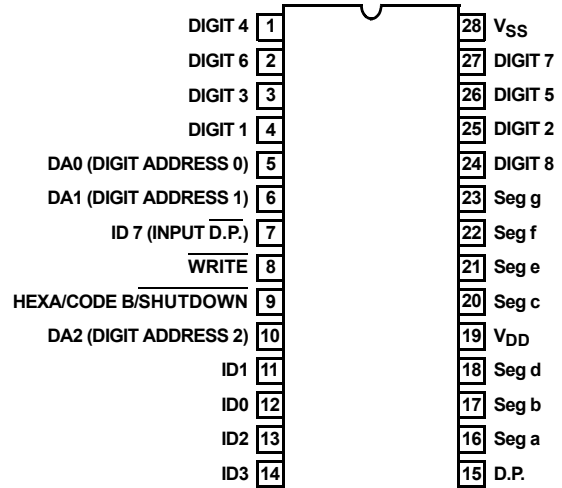 DIGIT 4 1
DIGIT 6 2
DIGIT 3 3
DIGIT 1 4
DA0 (DIGIT ADDRESS 0) 5
DA1 (DIGIT ADDRESS 1) 6
ID 7 (INPUT D.P.) 7
WRITE 8
HEXA/CODE B/SHUTDOWN 9
DA2 (DIGIT ADDRESS 2) 10
ID1 11
ID0 12
ID2 13
ID3 14
28 VSS
27 DIGIT 7
26 DIGIT 5
25 DIGIT 2
24 DIGIT 8
23 Seg g
22 Seg f
21 Seg e
20 Seg c
19 VDD
18 Seg d
17 Seg b
16 Seg a
15 D.P.